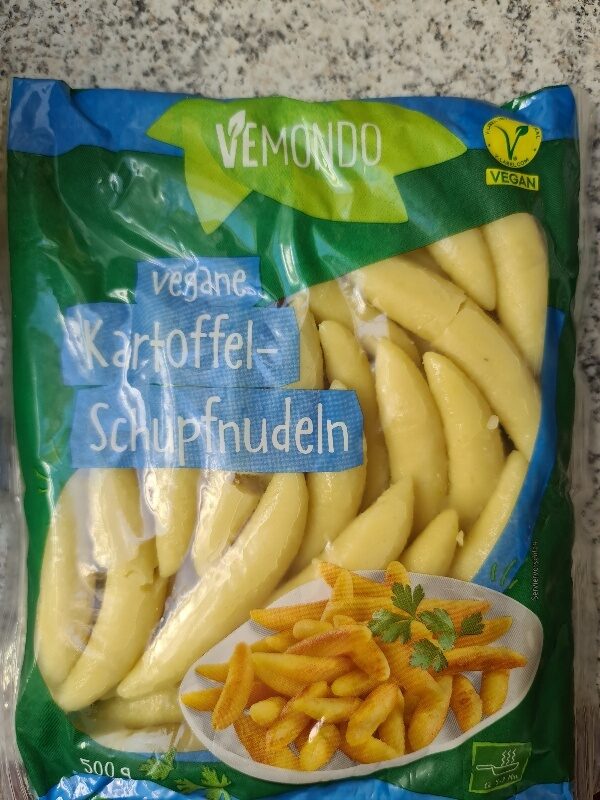 VEMONDO
VEGAN
vegane
Kartoffel-
Schupfnudeln
500 g